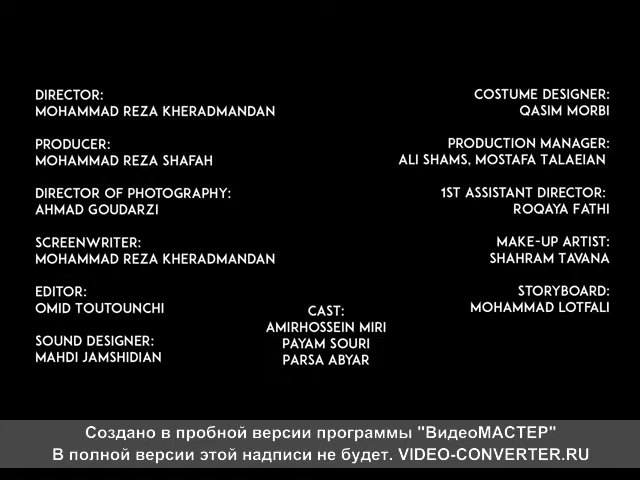 DIRECTOR:
MOHAMMAD REZA KHERADMANDAN
PRODUCER:
MOHAMMAD REZA SHAFAH
DIRECTOR OF PHOTOGRAPHY:
AHMAD GOUDARZI
SCREENWRITER:
MOHAMMAD REZA KHERADMANDAN
EDITOR:
OMID TOUTOUNCHI
SOUND DESIGNER:
MAHDI JAMSHIDIAN
CAST:
AMIRHOSSEIN MIRI
PAYAM SOURI
PARSA ABYAR
COSTUME DESIGNER:
QASIM MORBI
PRODUCTION MANAGER:
ALI SHAMS, MOSTAFA TALAEIAN
1ST ASSISTANT DIRECTOR:
ROQAYA FATHI
MAKE-UP ARTIST:
SHAHRAM TAVANA
STORYBOARD:
MOHAMMAD LOTFALI
Создано в пробной версии программы "ВидеоМАСТЕР"
В полной версии этой надписи не будет. VIDEO-CONVERTER.RU